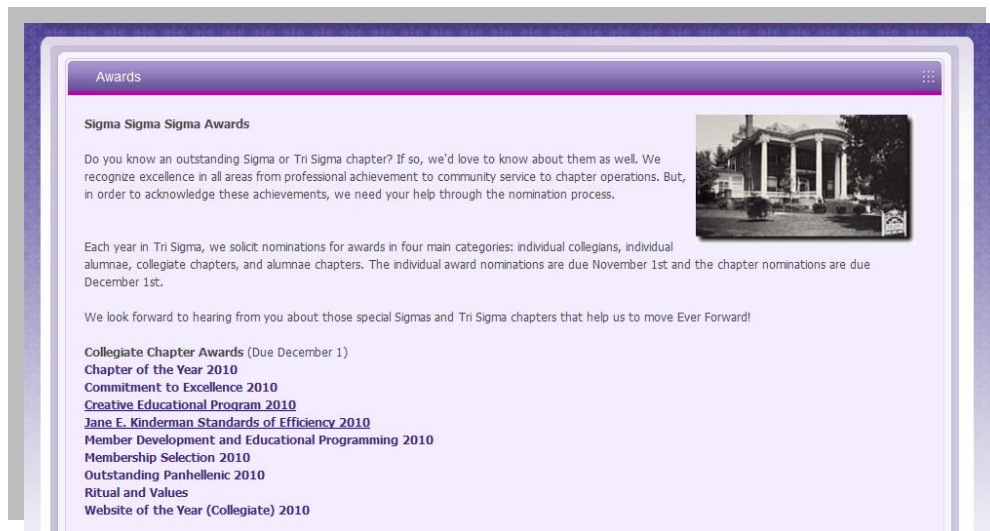 Awards
Sigma Sigma Sigma Awards
Do you know an outstanding Sigma or Tri Sigma chapter? If so, we'd love to know about them as well. We
recognize excellence in all areas from professional achievement to community service to chapter operations. But,
in order to acknowledge these achievements, we need your help through the nomination process.
Each year in Tri Sigma, we solicit nominations for awards in four main categories: individual collegians, individual
alumnae, collegiate chapters, and alumnae chapters. The individual award nominations are due November 1st and the chapter nominations are due
December 1st.
We look forward to hearing from you about those special Sigmas and Tri Sigma chapters that help us to move Ever Forward!
Collegiate Chapter Awards (Due December 1)
Chapter of the Year 2010
Commitment to Excellence 2010
Creative Educational Program 2010
Jane E. Kinderman Standards of Efficiency 2010
Member Development and Educational Programming 2010
Membership Selection 2010
Outstanding Panhellenic 2010
Ritual and Values
Website of the Year (Collegiate) 2010